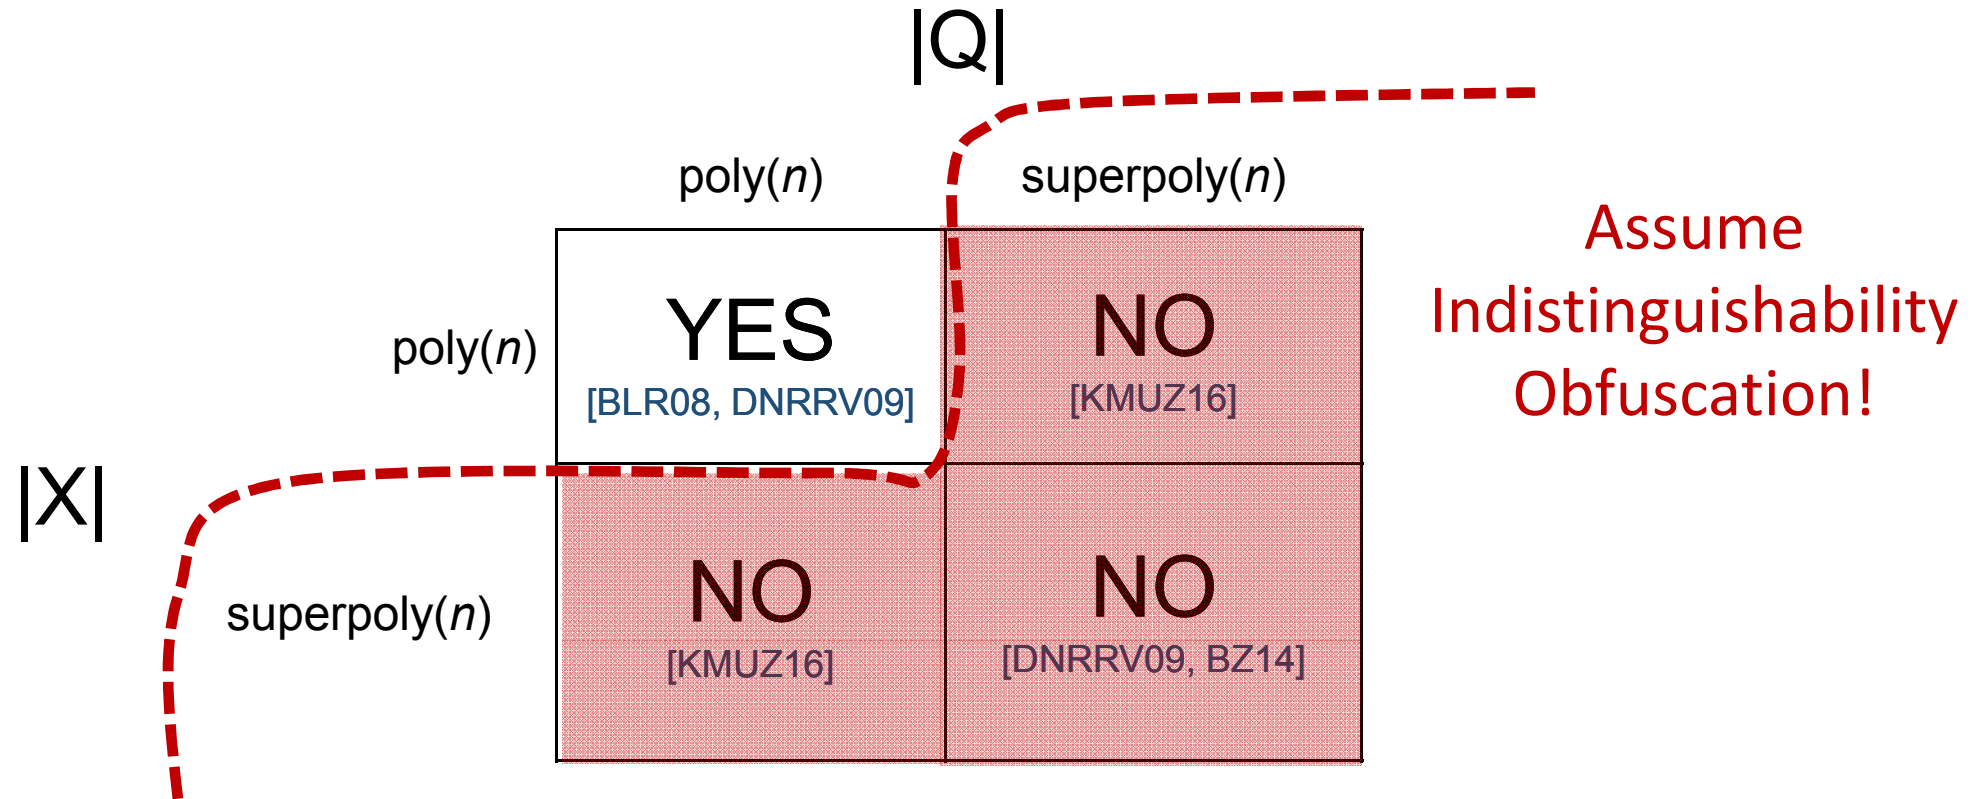 |Q|
poly(n)
superpoly(n)
Assume
Indistinguishability
Obfuscation!
poly(n)
YES
[BLR08, DNRRV09]
NO
[KMUZ16]
|X|
superpoly(n)
NO
[KMUZ16]
NO
[DNRRV09, BZ14]